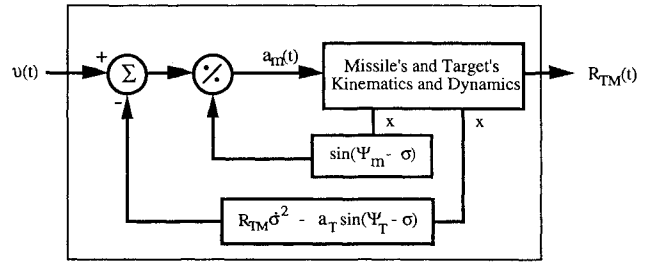 υ(t)
+
Σ
-
%
a_m(t)
Missile's and Target's
Kinematics and Dynamics
R_TM(t)
x
x
sin(Ψ_m - σ)
R_TM σ̇² - a_T sin(Ψ_T - σ)